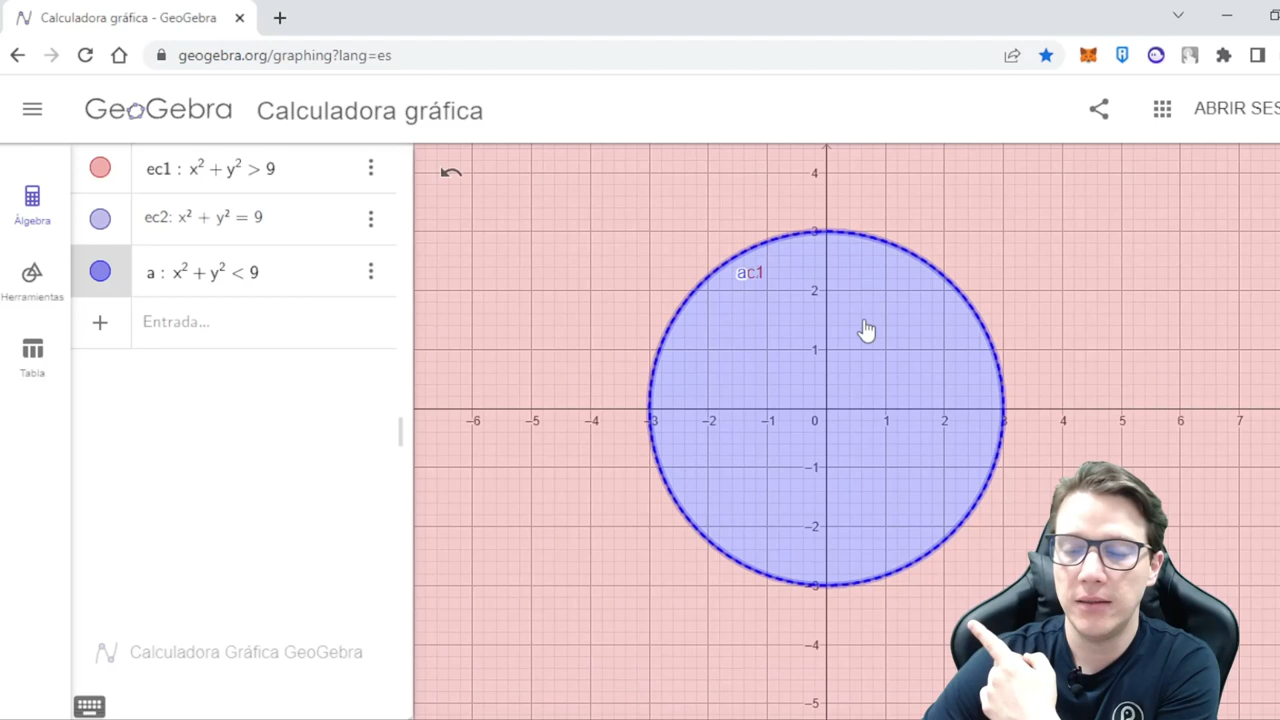 Calculadora gráfica - GeoGebra
geogebra.org/graphing?lang=es
GeoGebra Calculadora gráfica
ABRIR SES
ec1 : x² + y² > 9
ec2: x² + y² = 9
a : x² + y² < 9
Entrada...
Álgebra
Herramientas
Tabla
Calculadora Gráfica GeoGebra
4
3
2
1
-6 -5 -4 -3 -2 -1 0 1 2 3 4 5 6 7
-1
-2
-3
-4
-5
ac1